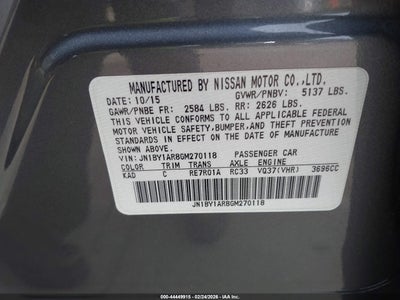 MANUFACTURED BY NISSAN MOTOR CO.,LTD.
DATE: 10/15 GVWR/PNBV: 5137 LBS.
GAWR/PNBE FR: 2584 LBS. RR: 2626 LBS.
THIS VEHICLE CONFORMS TO ALL APPLICABLE FEDERAL
MOTOR VEHICLE SAFETY,BUMPER,AND THEFT PREVENTION
STANDARDS IN EFFECT ON THE DATE OF MANUFACTURE
SHOWN ABOVE.
VIN: JN1BY1AR8GM270118 PASSENGER CAR
COLOR TRIM TRANS AXLE ENGINE
KAD C RE7R01A RC33 VQ37(VHR) 3696CC
JN1BY1AR8GM270118
000-44449915 - 02/24/2026 - IAA Inc.